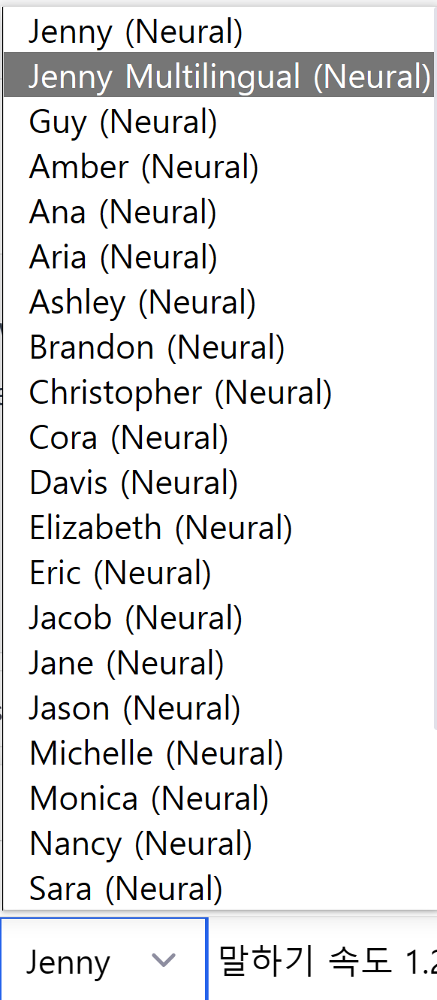 Jenny (Neural)
Jenny Multilingual (Neural)
Guy (Neural)
Amber (Neural)
Ana (Neural)
Aria (Neural)
Ashley (Neural)
Brandon (Neural)
Christopher (Neural)
Cora (Neural)
Davis (Neural)
Elizabeth (Neural)
Eric (Neural)
Jacob (Neural)
Jane (Neural)
Jason (Neural)
Michelle (Neural)
Monica (Neural)
Nancy (Neural)
Sara (Neural)
Jenny 말하기 속도